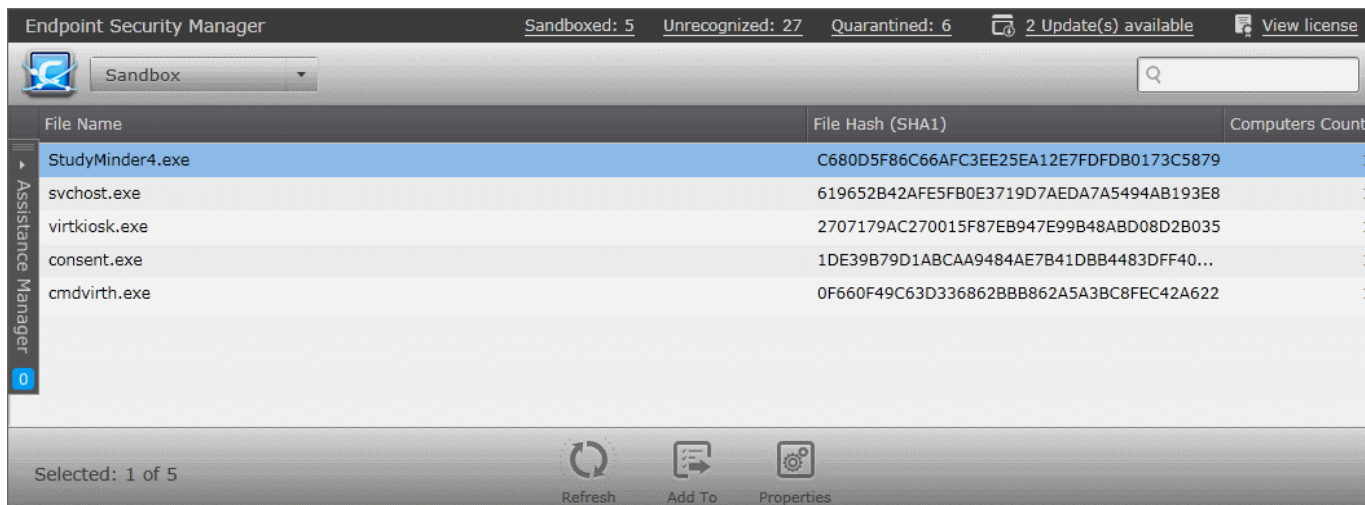 Endpoint Security Manager Sandboxed: 5 Unrecognized: 27 Quarantined: 6 2 Update(s) available View license
Sandbox
File Name File Hash (SHA1) Computers Count
StudyMinder4.exe C680D5F86C66AFC3EE25EA12E7FDFDB0173C5879
svchost.exe 619652B42AFE5FB0E3719D7AEDA7A5494AB193E8
virtkiosk.exe 2707179AC270015F87EB947E99B48ABD08D2B035
consent.exe 1DE39B79D1ABCAA9484AE7B41DBB4483DFF40...
cmdvirth.exe 0F660F49C63D336862BBB862A5A3BC8FEC42A622
Assistance Manager
0
Selected: 1 of 5
Refresh Add To Properties